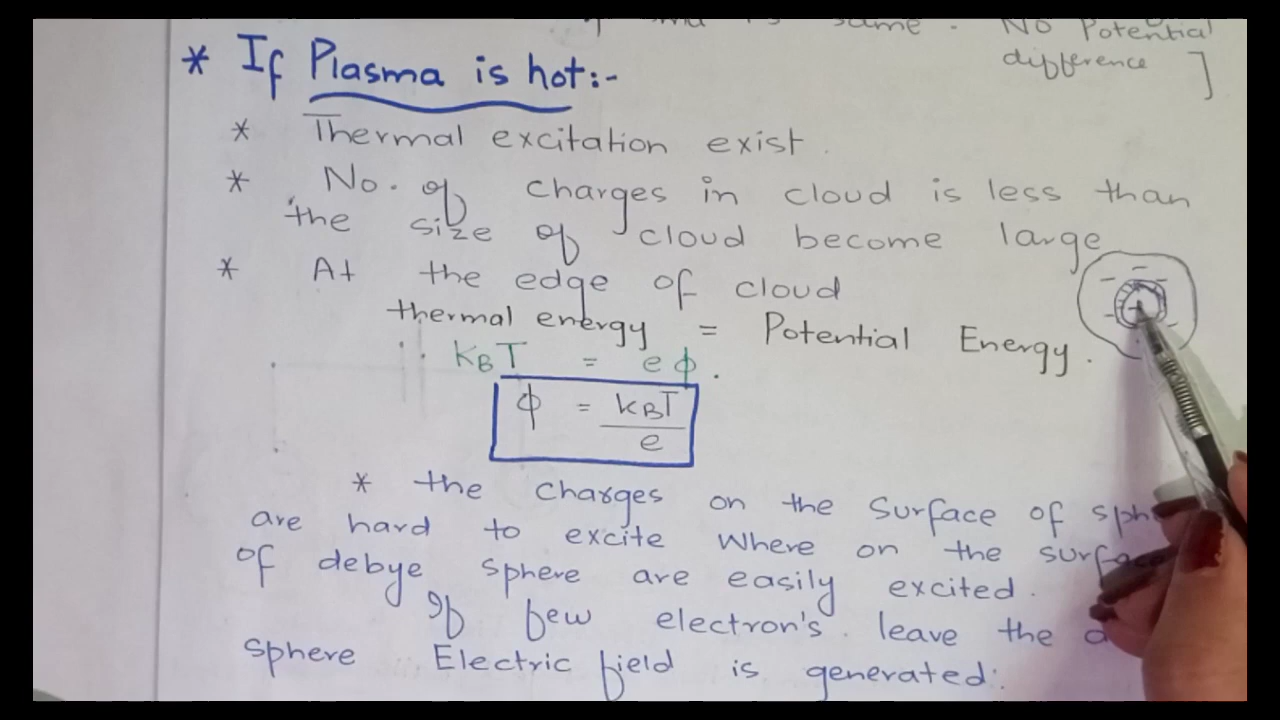 same. No Potential
difference ]
* If Plasma is hot:-
* Thermal excitation exist.
* No. of charges in cloud is less than
the size of cloud become large
* At the edge of cloud
thermal energy = Potential Energy.
∴ KBT = eϕ.
ϕ = KBT/e
* the charges on the surface of
are hard to excite where on the
of debye sphere are easily excited.
If few electron's leave the
sphere Electric field is generated: